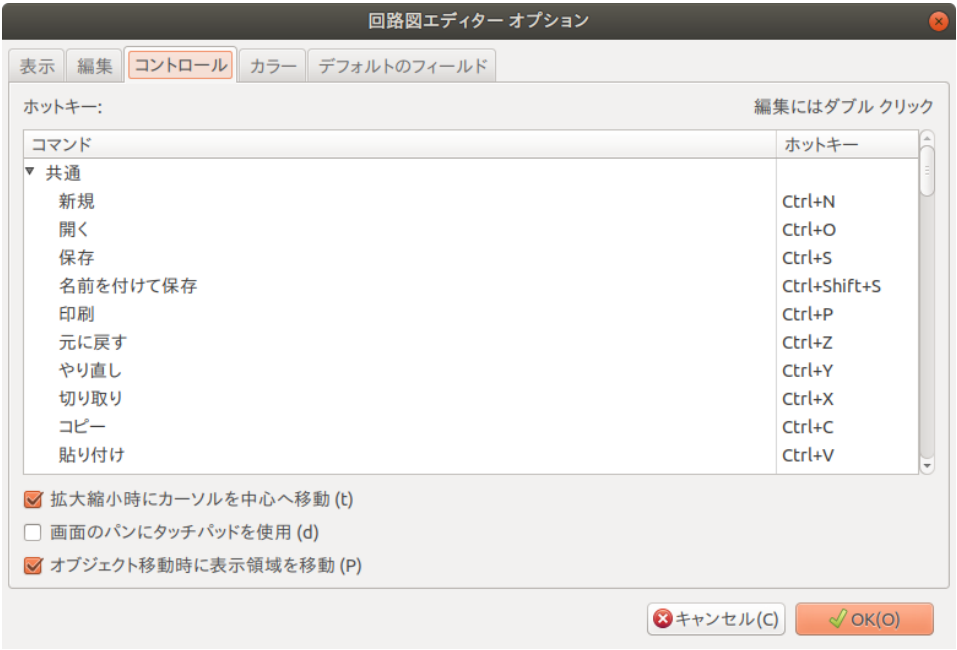 回路図エディター オプション
表示 編集 コントロール カラー デフォルトのフィールド
ホットキー: 編集にはダブル クリック
コマンド ホットキー
共通
新規 Ctrl+N
開く Ctrl+O
保存 Ctrl+S
名前を付けて保存 Ctrl+Shift+S
印刷 Ctrl+P
元に戻す Ctrl+Z
やり直し Ctrl+Y
切り取り Ctrl+X
コピー Ctrl+C
貼り付け Ctrl+V
拡大縮小時にカーソルを中心へ移動 (t)
画面のパンにタッチパッドを使用 (d)
オブジェクト移動時に表示領域を移動 (P)
キャンセル(C) OK(O)